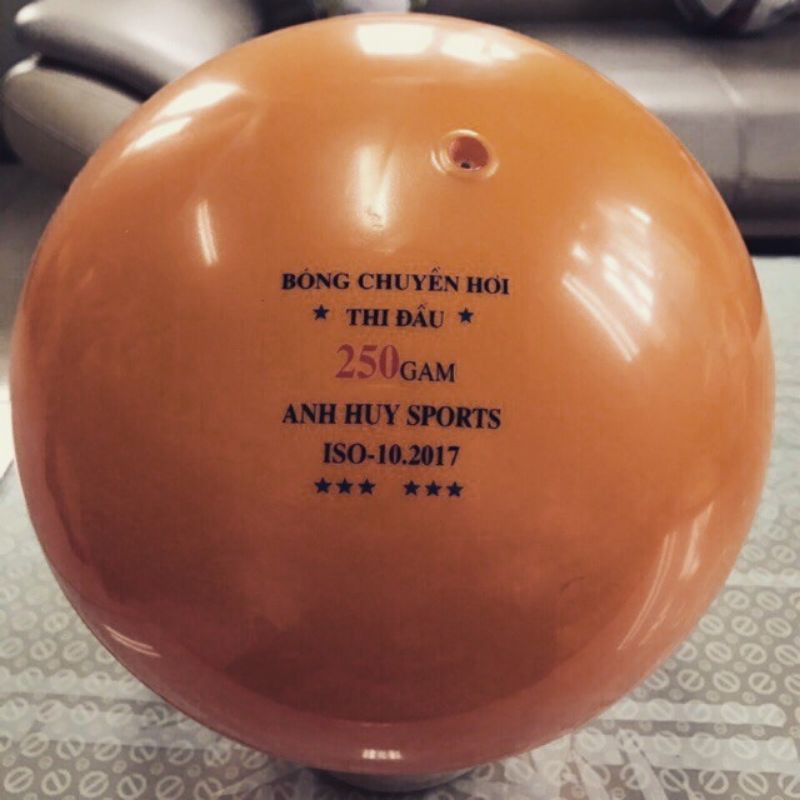 BÓNG CHUYỀN HƠI
★ THI ĐẤU ★
250GAM
ANH HUY SPORTS
ISO-10.2017
★★★ ★★★